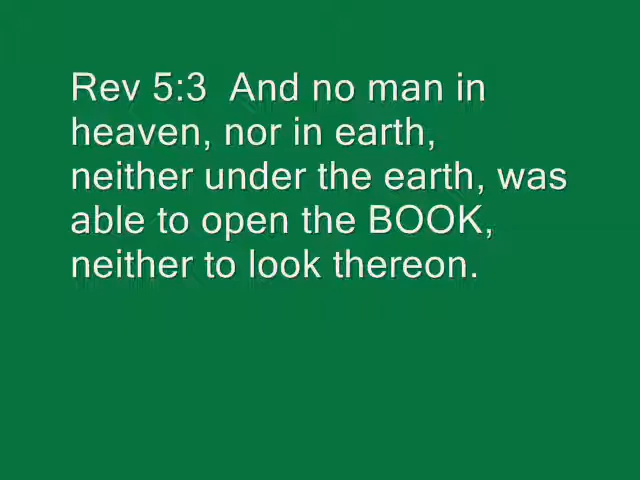 Rev 5:3  And no man in
heaven, nor in earth,
neither under the earth, was
able to open the BOOK,
neither to look thereon.